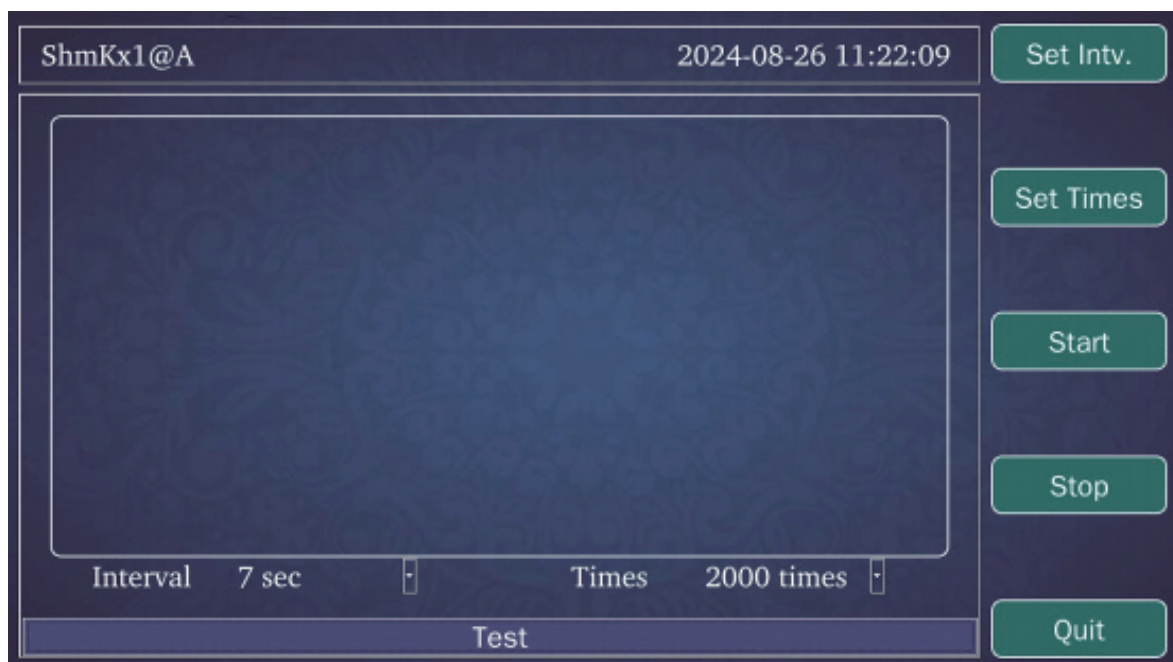 ShmKx1@A 2024-08-26 11:22:09 Set Intv.
Set Times
Start
Stop
Interval 7 sec Times 2000 times
Test
Quit